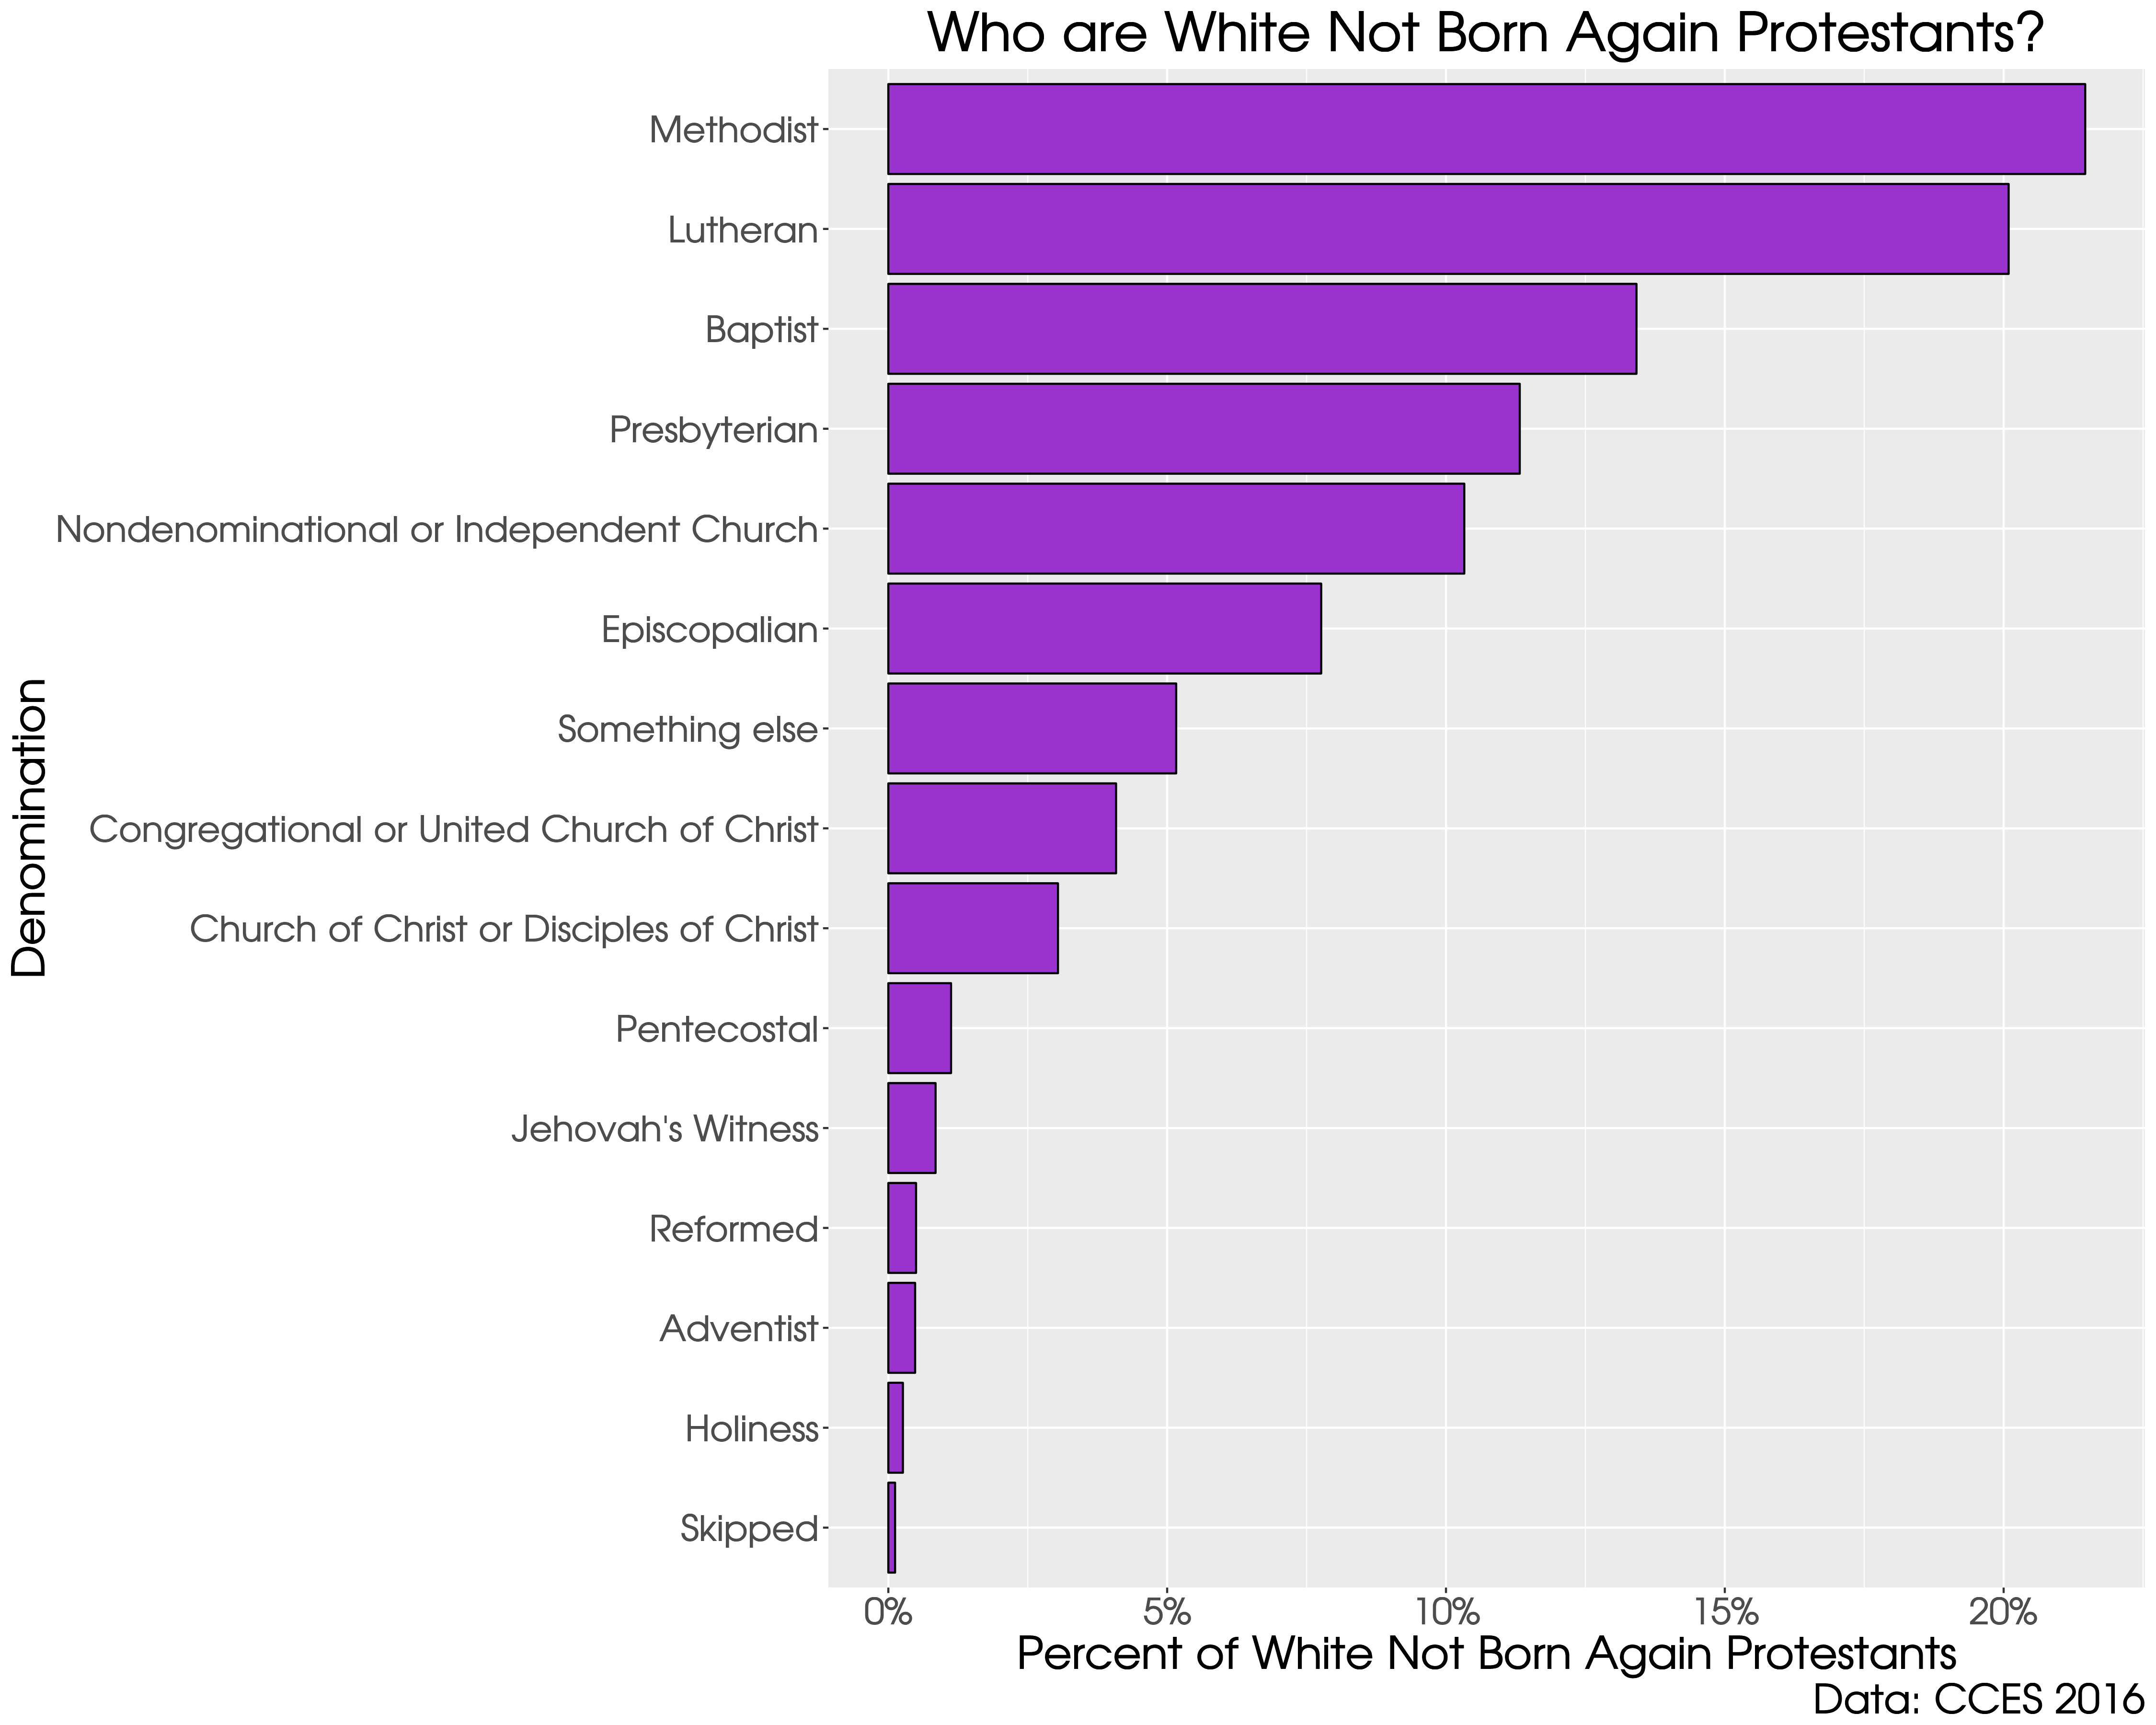 Who are White Not Born Again Protestants?
Methodist
Lutheran
Baptist
Presbyterian
Nondenominational or Independent Church
Episcopalian
Something else
Congregational or United Church of Christ
Church of Christ or Disciples of Christ
Pentecostal
Jehovah's Witness
Reformed
Adventist
Holiness
Skipped
Denomination
0% 5% 10% 15% 20%
Percent of White Not Born Again Protestants
Data: CCES 2016